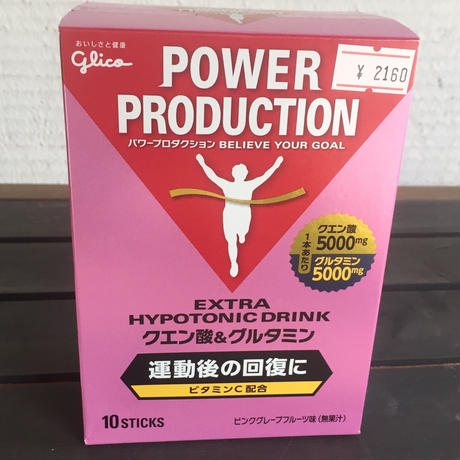 おいしさと健康
glico
¥ 2160
POWER
PRODUCTION
パワープロダクション BELIEVE YOUR GOAL
1本あたり
クエン酸
5000mg
グルタミン
5000mg
EXTRA
HYPOTONIC DRINK
クエン酸&グルタミン
運動後の回復に
ビタミンC配合
10 STICKS
ピンクグレープフルーツ味(無果汁)